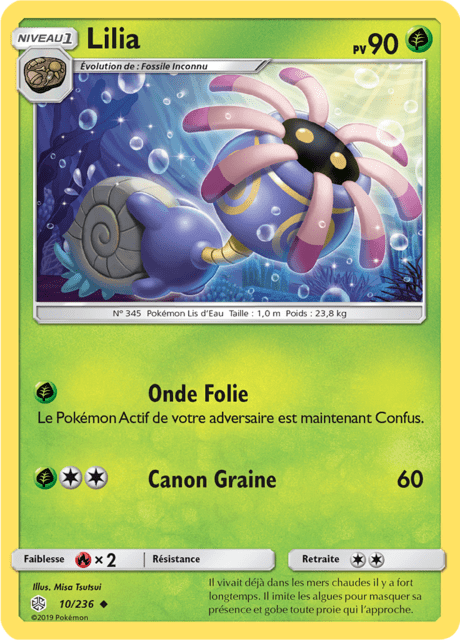 NIVEAU 1 Lilia PV 90
Évolution de : Fossile Inconnu
N° 345 Pokémon Lis d'Eau Taille : 1,0 m Poids : 23,8 kg
Onde Folie
Le Pokémon Actif de votre adversaire est maintenant Confus.
Canon Graine 60
Faiblesse × 2 Résistance Retraite
Illus. Misa Tsutsui
10/236
©2019 Pokémon
Il vivait déjà dans les mers chaudes il y a fort
longtemps. Il imite les algues pour masquer sa
présence et gobe toute proie qui l'approche.